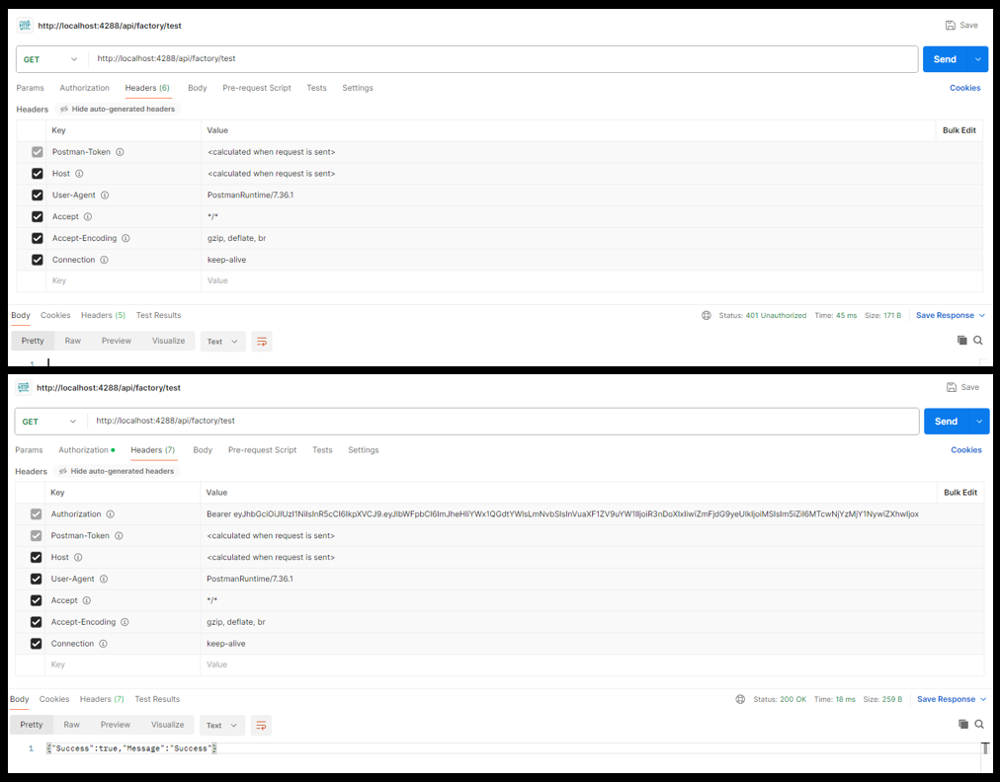 http://localhost:4288/api/factory/test Save
GET http://localhost:4288/api/factory/test Send
Params Authorization Headers (6) Body Pre-request Script Tests Settings Cookies
Headers Hide auto-generated headers
Key Value Bulk Edit
Postman-Token <calculated when request is sent>
Host <calculated when request is sent>
User-Agent PostmanRuntime/7.36.1
Accept */*
Accept-Encoding gzip, deflate, br
Connection keep-alive
Key Value
Body Cookies Headers (5) Test Results Status: 401 Unauthorized Time: 45 ms Size: 171 B Save Response
Pretty Raw Preview Visualize Text
1
http://localhost:4288/api/factory/test Save
GET http://localhost:4288/api/factory/test Send
Params Authorization Headers (7) Body Pre-request Script Tests Settings Cookies
Headers Hide auto-generated headers
Key Value Bulk Edit
Authorization Bearer
Postman-Token <calculated when request is sent>
Host <calculated when request is sent>
User-Agent PostmanRuntime/7.36.1
Accept */*
Accept-Encoding gzip, deflate, br
Connection keep-alive
Key Value
Body Cookies Headers (7) Test Results Status: 200 OK Time: 18 ms Size: 259 B Save Response
Pretty Raw Preview Visualize Text
1 {"Success":true,"Message":"Success"}